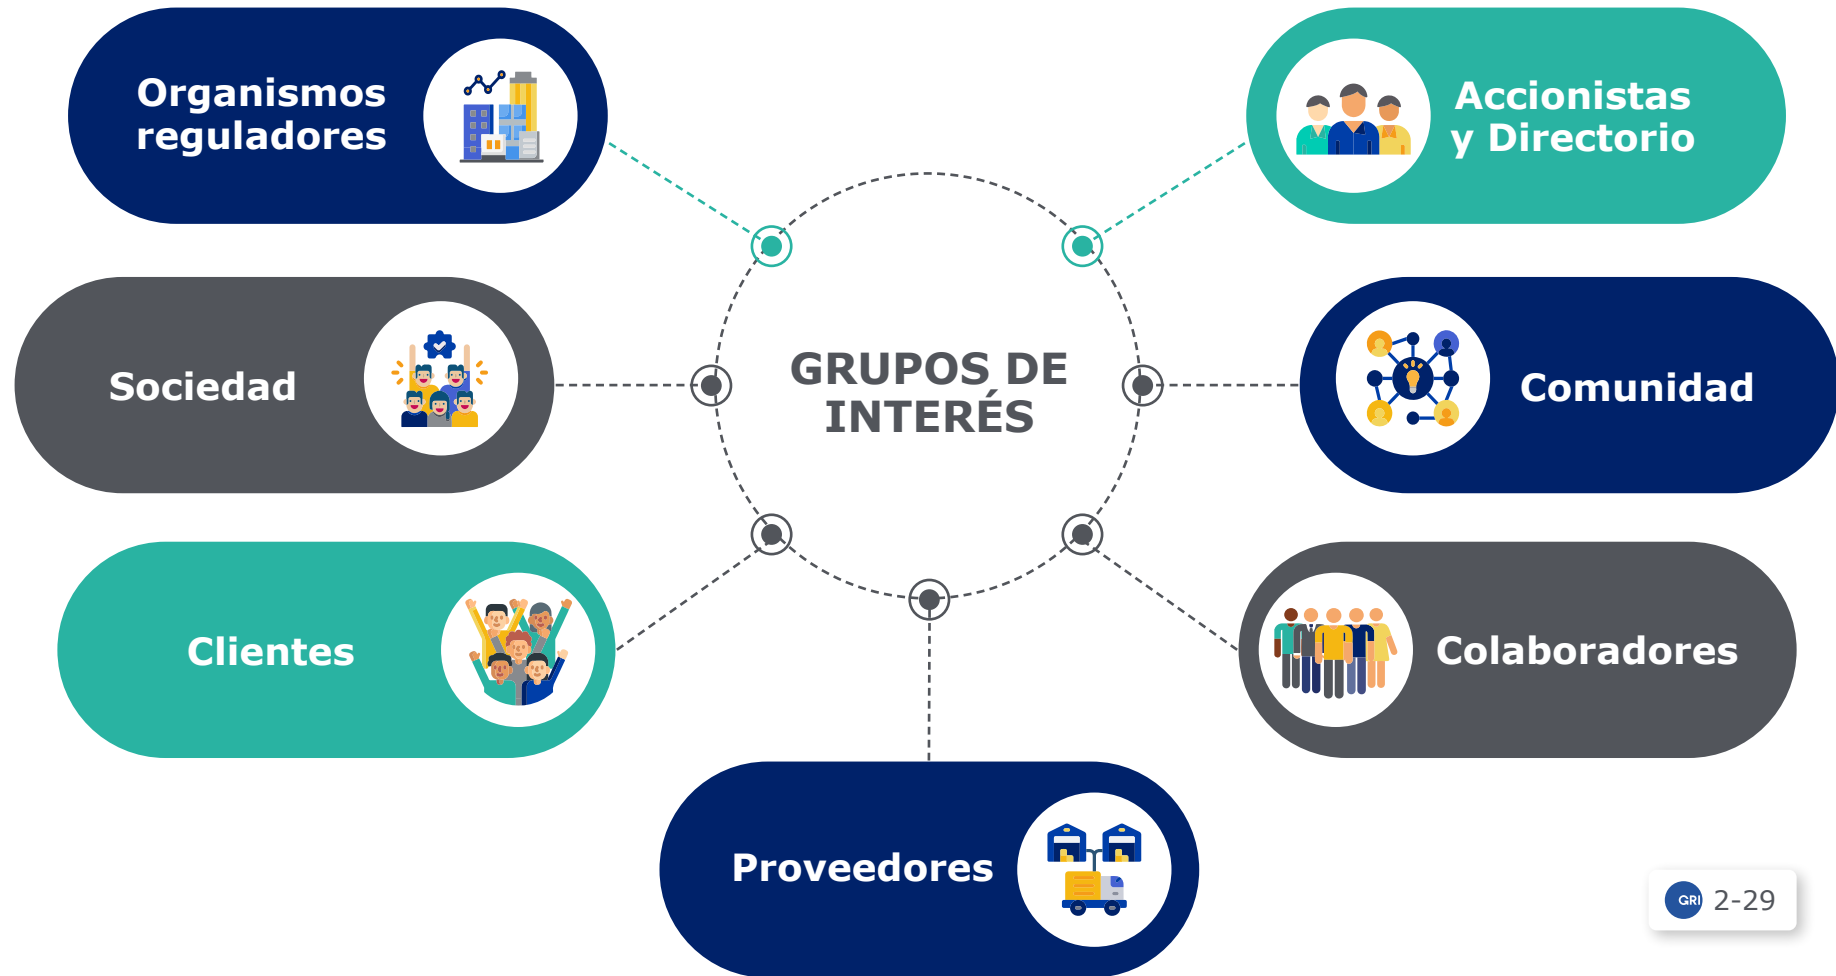 Organismos
reguladores
Accionistas
y Directorio
Sociedad
GRUPOS DE
INTERÉS
Comunidad
Clientes
Colaboradores
Proveedores
GRI 2-29